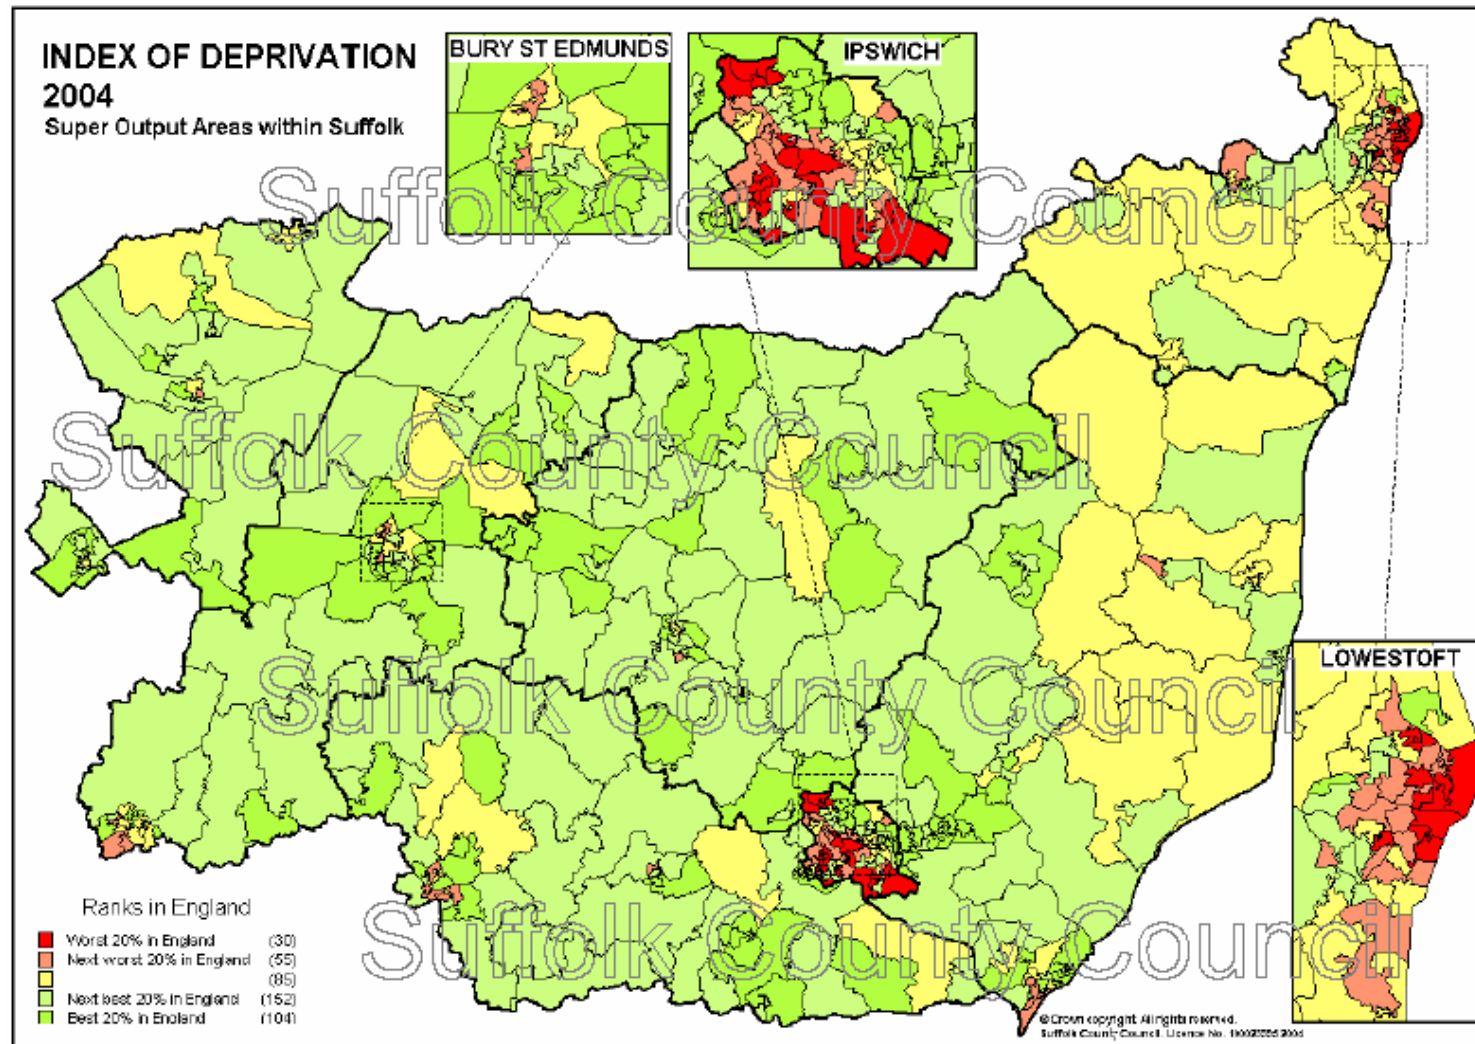 INDEX OF DEPRIVATION
2004
Super Output Areas within Suffolk
BURY ST EDMUNDS
IPSWICH
Suffolk County Council
Suffolk County Council
Suffolk County Council
LOWESTOFT
Suffolk County Council
Ranks in England
Worst 20% in England (30)
Next worst 20% in England (55)
(85)
Next best 20% in England (152)
Best 20% in England (104)
© Crown copyright. All rights reserved.
Suffolk County Council. Licence No. 2004